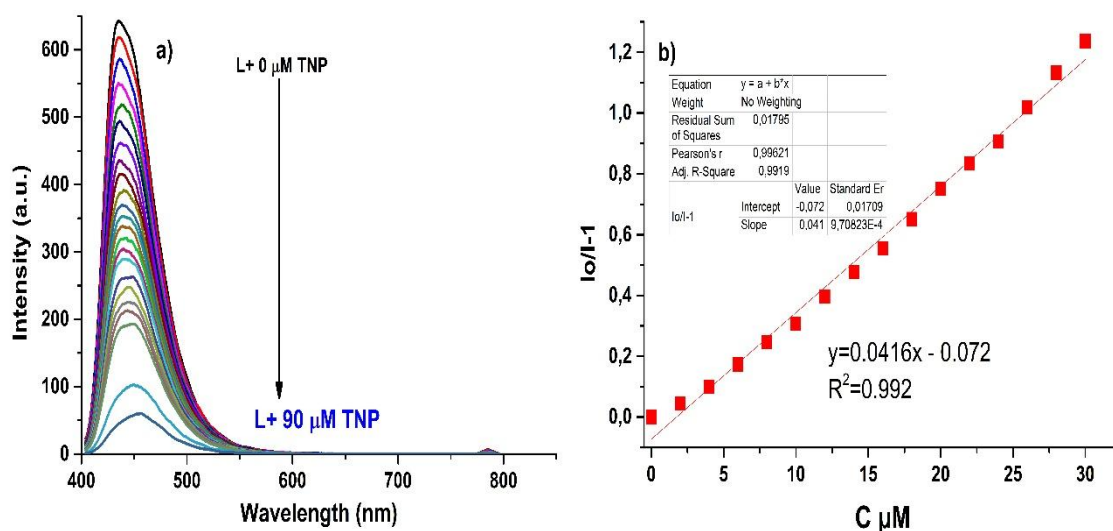 a)
L+ 0 μM TNP
L+ 90 μM TNP
Intensity (a.u.)
600
500
400
300
200
100
0
400 500 600 700 800
Wavelength (nm)
b)
Equation y = a + b*x
Weight No Weighting
Residual Sum of Squares 0,01795
Pearson's r 0,99621
Adj. R-Square 0,9919
Value Standard Er
Io/I-1 Intercept -0,072 0,01709
Slope 0,041 9,70823E-4
y=0.0416x - 0.072
R²=0.992
Io/I-1
1,2
1,0
0,8
0,6
0,4
0,2
0,0
0 5 10 15 20 25 30
C μM